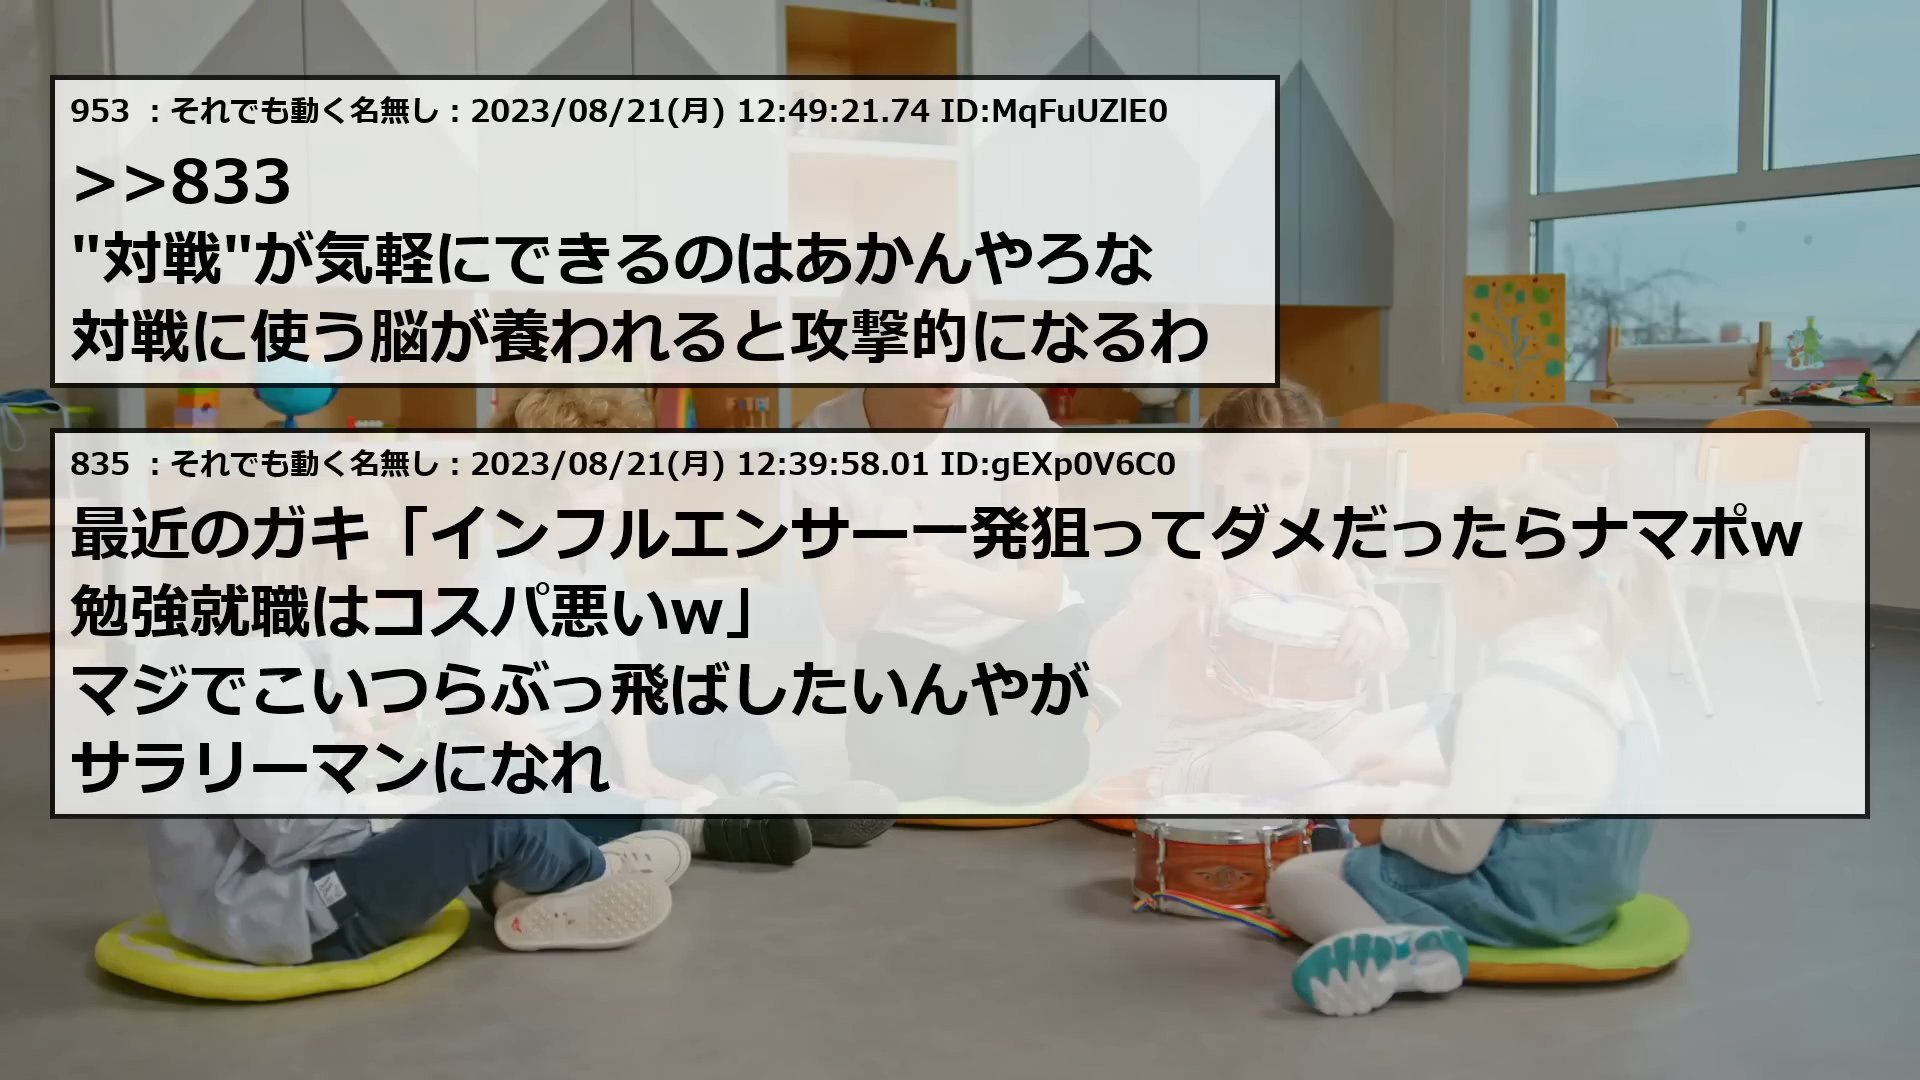 953 ：それでも動く名無し：2023/08/21(月) 12:49:21.74 ID:MqFuUZlE0
>>833
"対戦"が気軽にできるのはあかんやろな
対戦に使う脳が養われると攻撃的になるわ
835 ：それでも動く名無し：2023/08/21(月) 12:39:58.01 ID:gEXp0V6C0
最近のガキ「インフルエンサー一発狙ってダメだったらナマポw
勉強就職はコスパ悪いw」
マジでこいつらぶっ飛ばしたいんやが
サラリーマンになれ